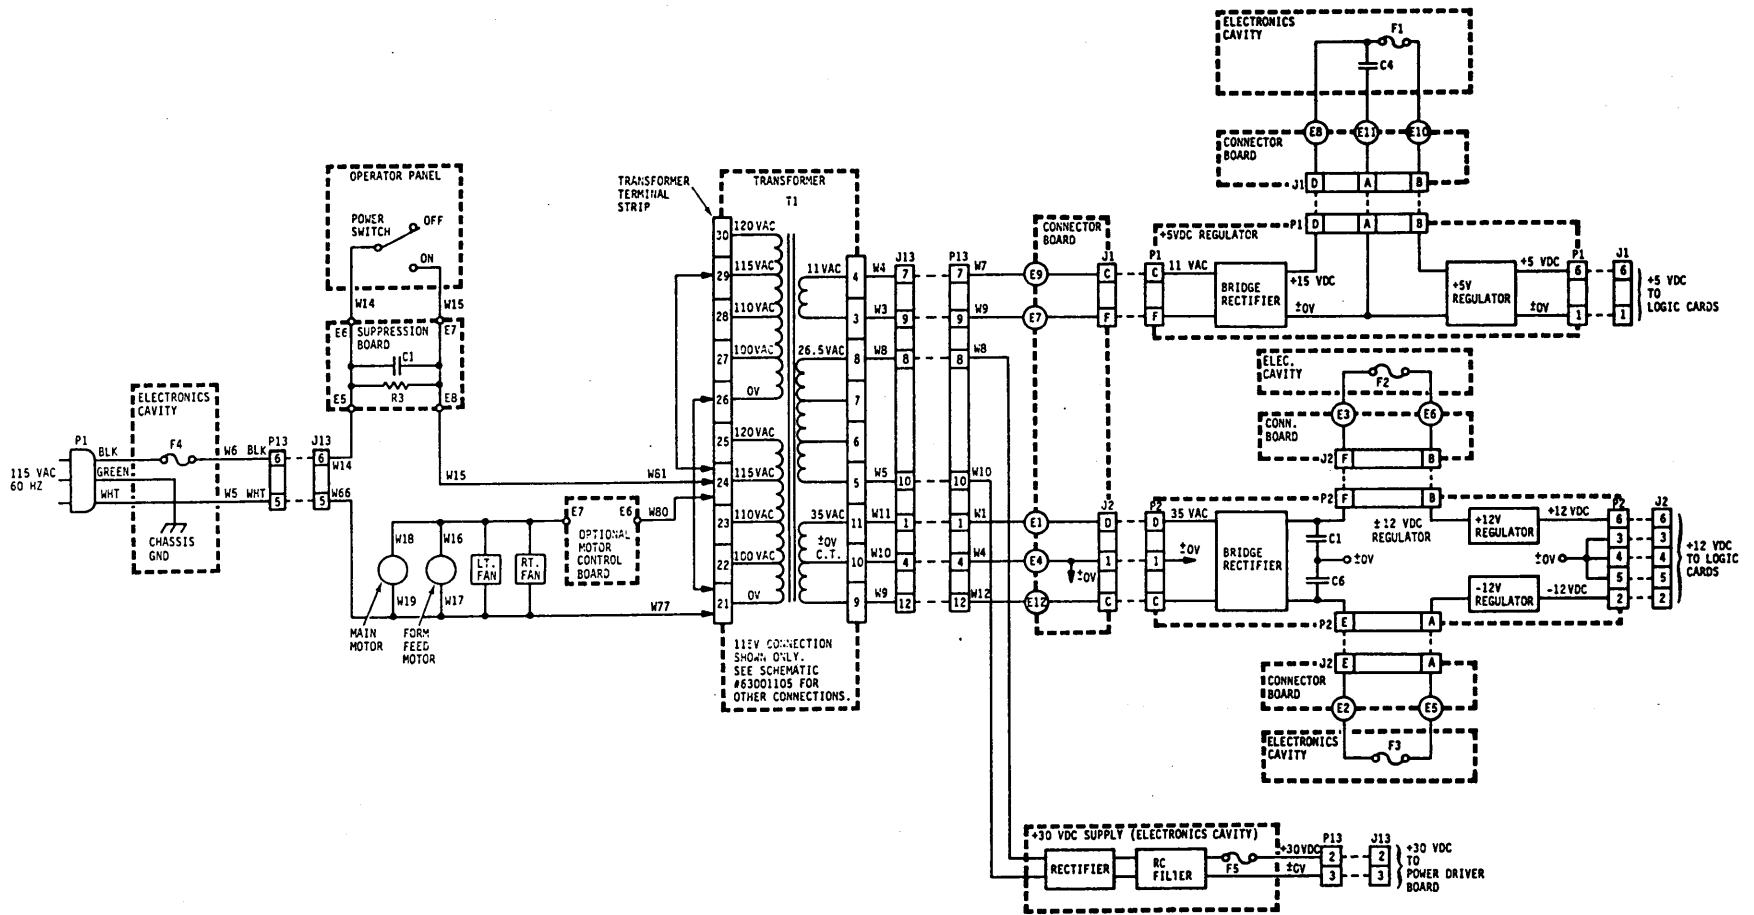 ELECTRONICS
CAVITY
F1
C4
E8
E11
E10
CONNECTOR
BOARD
J1 D A B
P1 D A B
+5VDC REGULATOR
OPERATOR PANEL
POWER
SWITCH
OFF
ON
W14
W15
E6
SUPPRESSION
BOARD
E7
C1
R3
E5
E8
ELECTRONICS
CAVITY
P1
BLK
F4
W6 BLK
P13
J13
6
6
W14
115 VAC
60 HZ
GREEN
WHT
W5 WHT
5
5
W66
CHASSIS
GND
W15
W61
W18
W16
W19
W17
LT.
FAN
RT.
FAN
MAIN
MOTOR
FORM
FEED
MOTOR
E7
E6
W80
OPTIONAL
MOTOR
CONTROL
BOARD
W77
TRANSFORMER
TERMINAL
STRIP
TRANSFORMER
T1
30
120 VAC
29
115VAC
28
110VAC
27
100VAC
26
0V
25
120VAC
24
115VAC
23
110VAC
22
100VAC
21
0V
11VAC
4
3
26.5VAC
8
7
6
5
35VAC
11
±0V
C.T.
10
9
115V CONNECTION
SHOWN ONLY.
SEE SCHEMATIC
#63001105 FOR
OTHER CONNECTIONS.
J13
P13
W4 7 7 W7
W3 9 9 W9
W8 8 8 W8
W5 10 10 W10
W11 1 1 W1
W10 4 4 W4
W9 12 12 W12
CONNECTOR
BOARD
E9
E7
E1
E4
±0V
E12
J1
C
F
P1
C
F
11 VAC
BRIDGE
RECTIFIER
+15 VDC
±0V
+5V
REGULATOR
+5 VDC
±0V
P1
6
1
J1
6
1
+5 VDC
TO
LOGIC CARDS
ELEC.
CAVITY
F2
E3
E6
CONN.
BOARD
J2 F B
P2 F B
J2
D
1
C
P2
D
1
C
35 VAC
±0V
BRIDGE
RECTIFIER
C1
±0V
C6
±12 VDC
REGULATOR
+12V
REGULATOR
+12VDC
±0V
-12V
REGULATOR
-12VDC
P2
6
3
4
5
2
J2
6
3
4
5
2
+12 VDC
TO LOGIC
CARDS
P2 E A
J2 E A
CONNECTOR
BOARD
E2
E5
ELECTRONICS
CAVITY
F3
+30 VDC SUPPLY (ELECTRONICS CAVITY)
RECTIFIER
RC
FILTER
F5
+30VDC
±0V
P13
2
3
J13
2
3
+30 VDC
TO
POWER DRIVER
BOARD